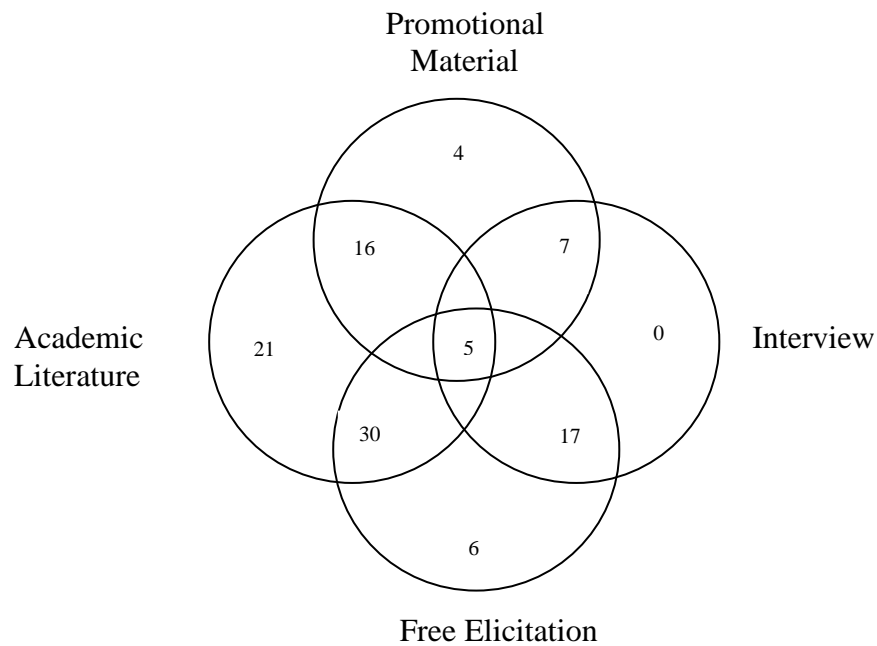 Promotional
Material
4
16
7
Academic
Literature
21
5
0
Interview
30
17
6
Free Elicitation